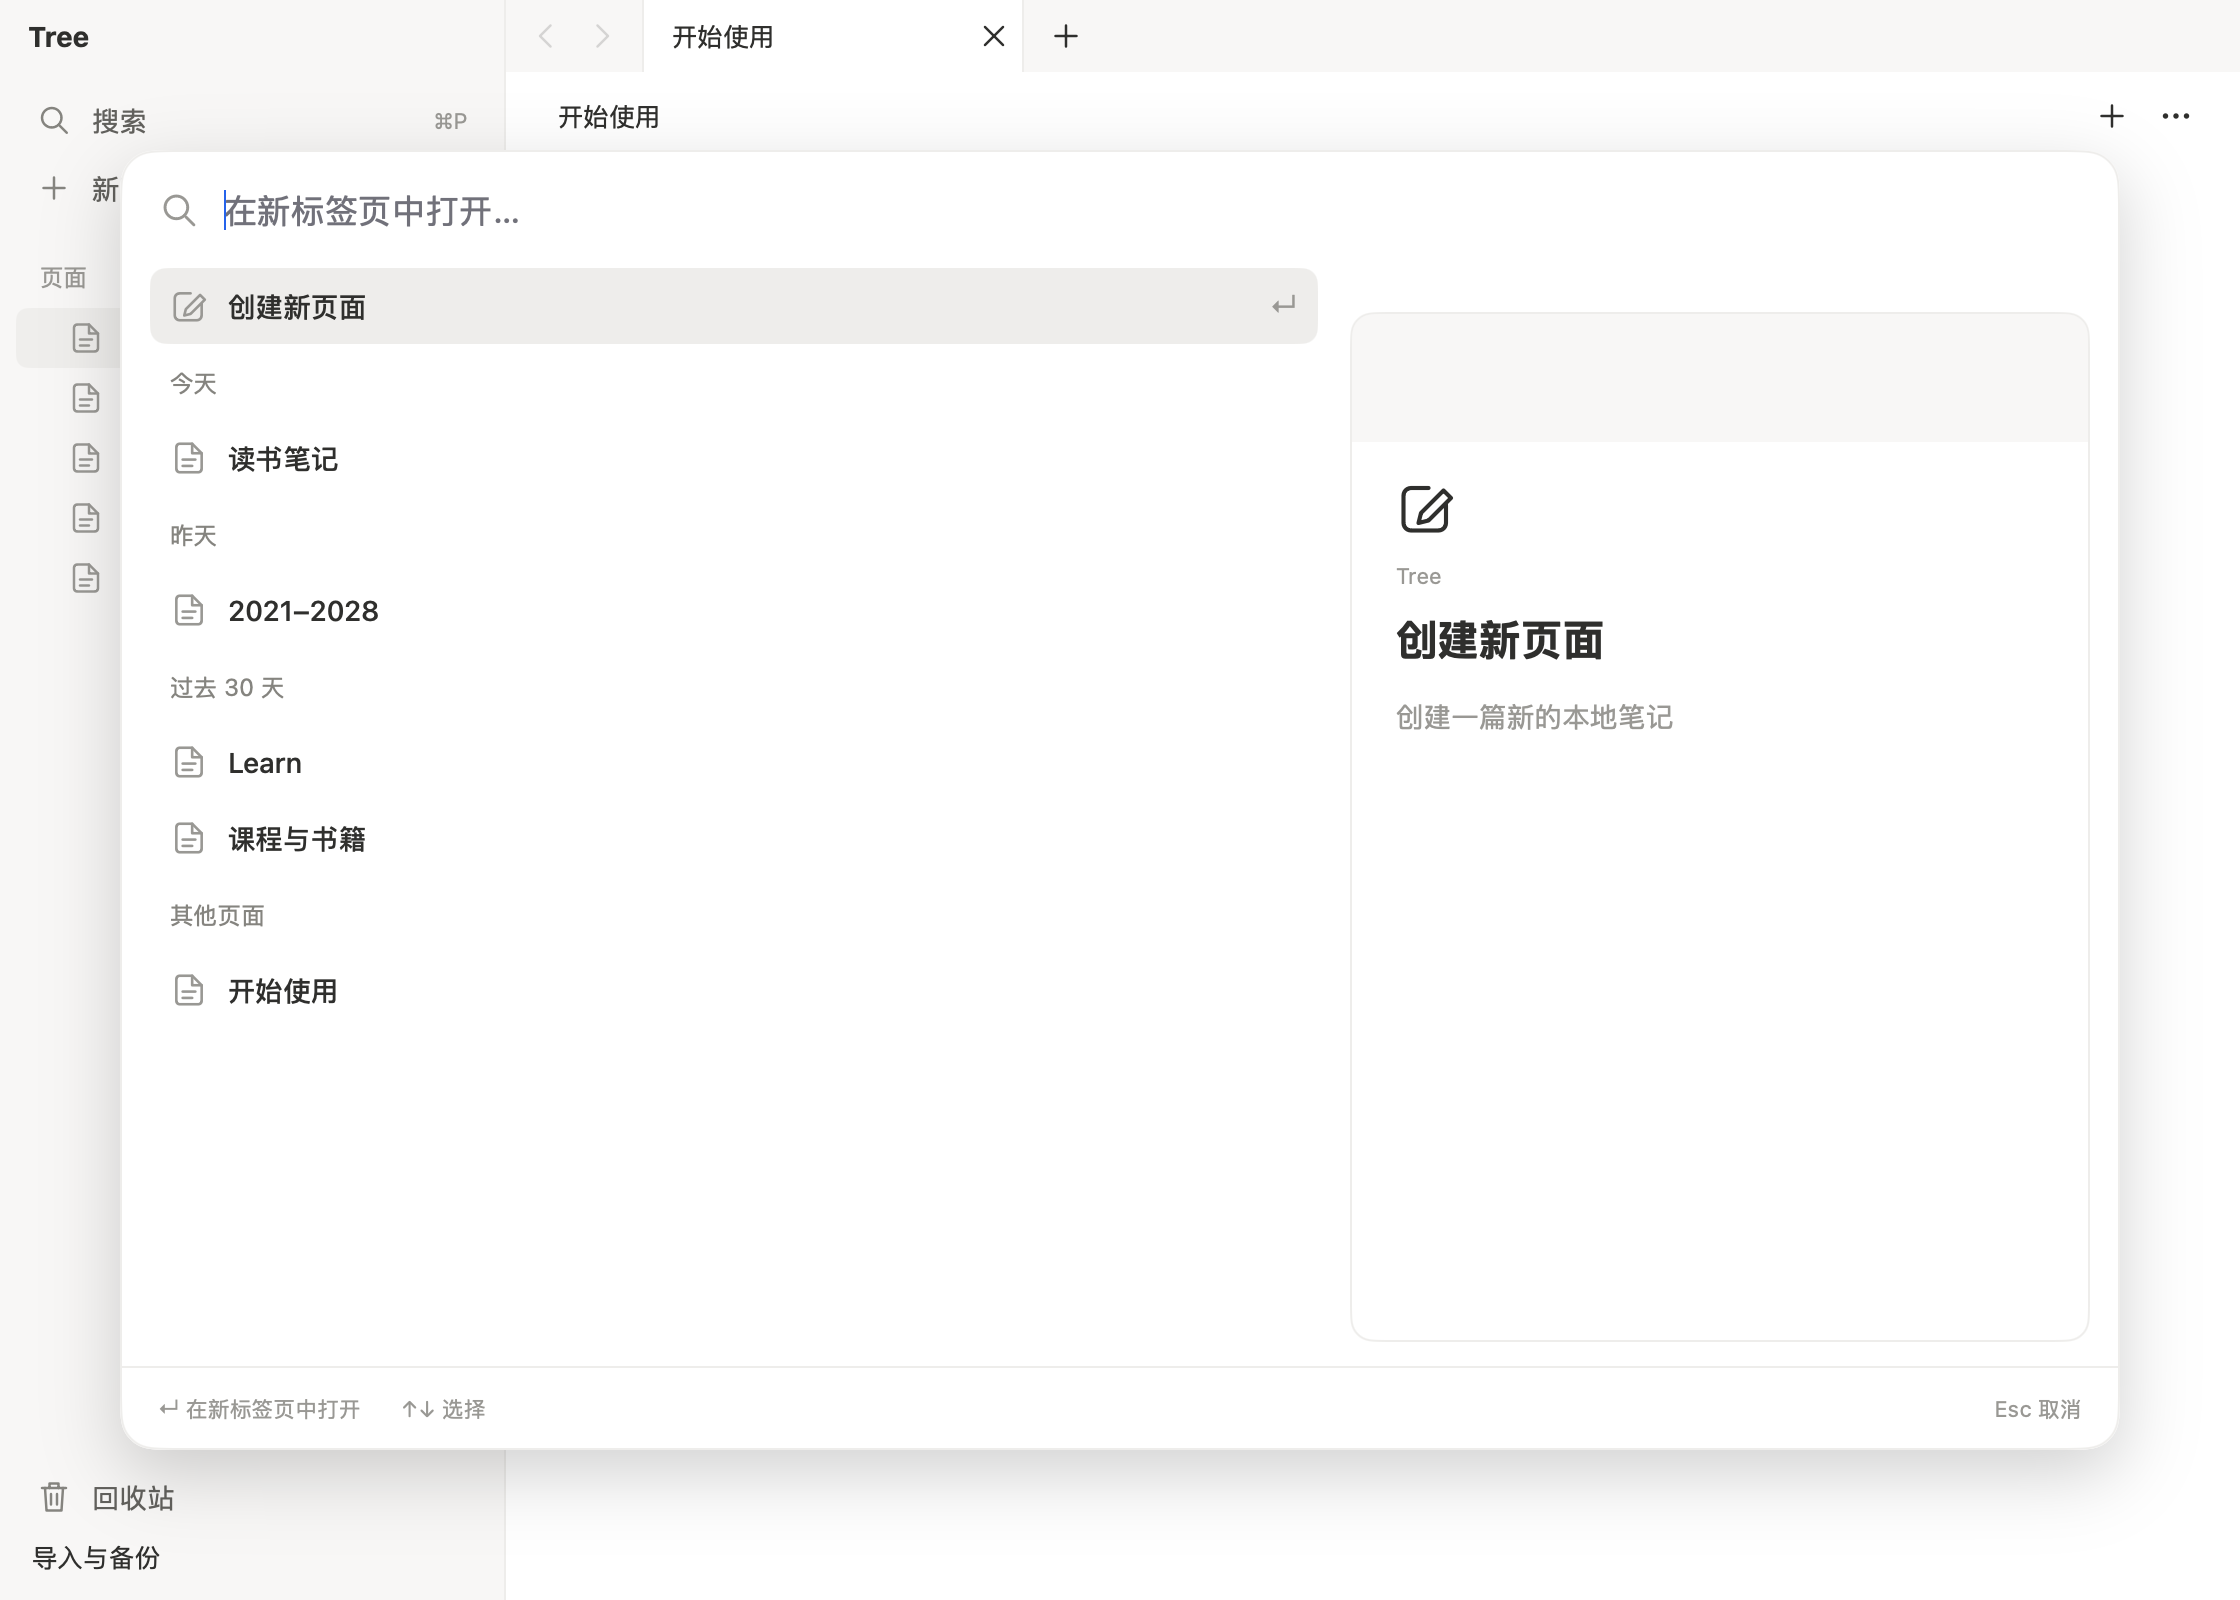 Tree
开始使用
搜索 ⌘P
开始使用
新
在新标签页中打开...
页面
创建新页面
今天
读书笔记
昨天
2021–2028
过去 30 天
Learn
课程与书籍
其他页面
开始使用
Tree
创建新页面
创建一篇新的本地笔记
在新标签页中打开 ↑↓ 选择
Esc 取消
回收站
导入与备份